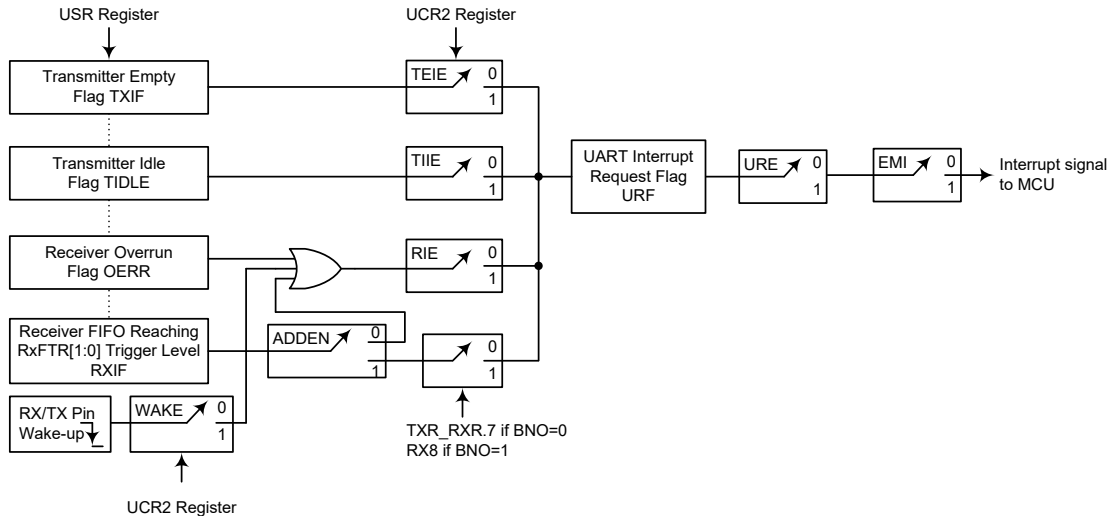 USR Register
UCR2 Register
Transmitter Empty
Flag TXIF
TEIE
0
1
Transmitter Idle
Flag TIDLE
TIIE
0
1
UART Interrupt
Request Flag
URF
URE
0
1
EMI
0
1
Interrupt signal
to MCU
Receiver Overrun
Flag OERR
RIE
0
1
Receiver FIFO Reaching
RxFTR[1:0] Trigger Level
RXIF
ADDEN
0
1
0
1
RX/TX Pin
Wake-up
WAKE
0
1
TXR_RXR.7 if BNO=0
RX8 if BNO=1
UCR2 Register